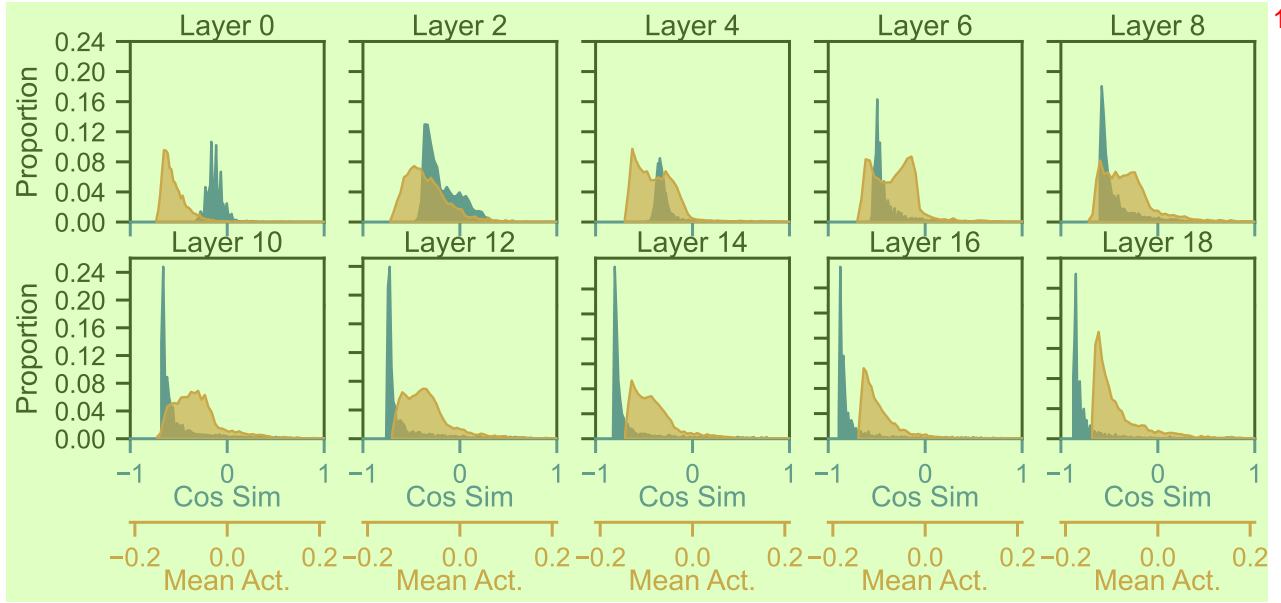 Layer 0 Layer 2 Layer 4 Layer 6 Layer 8
1
Proportion
0.24
0.20
0.16
0.12
0.08
0.04
0.00
Layer 10 Layer 12 Layer 14 Layer 16 Layer 18
Proportion
0.24
0.20
0.16
0.12
0.08
0.04
0.00
−1 0 1 −1 0 1 −1 0 1 −1 0 1 −1 0 1
Cos Sim Cos Sim Cos Sim Cos Sim Cos Sim
−0.2 0.0 0.2 −0.2 0.0 0.2 −0.2 0.0 0.2 −0.2 0.0 0.2 −0.2 0.0 0.2
Mean Act. Mean Act. Mean Act. Mean Act. Mean Act.